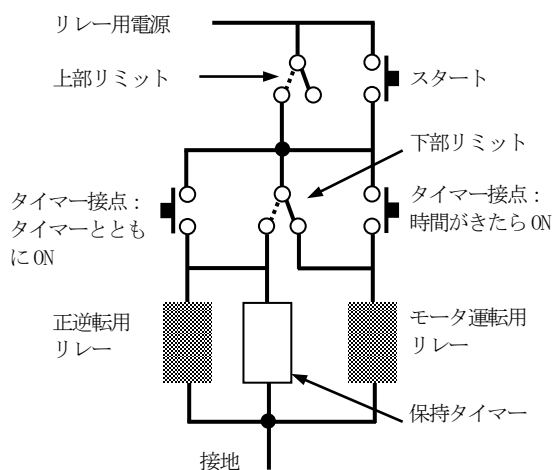 リレー用電源
上部リミット
スタート
下部リミット
タイマー接点：
タイマーととも
にON
タイマー接点：
時間がきたらON
正逆転用
リレー
モータ運転用
リレー
保持タイマー
接地